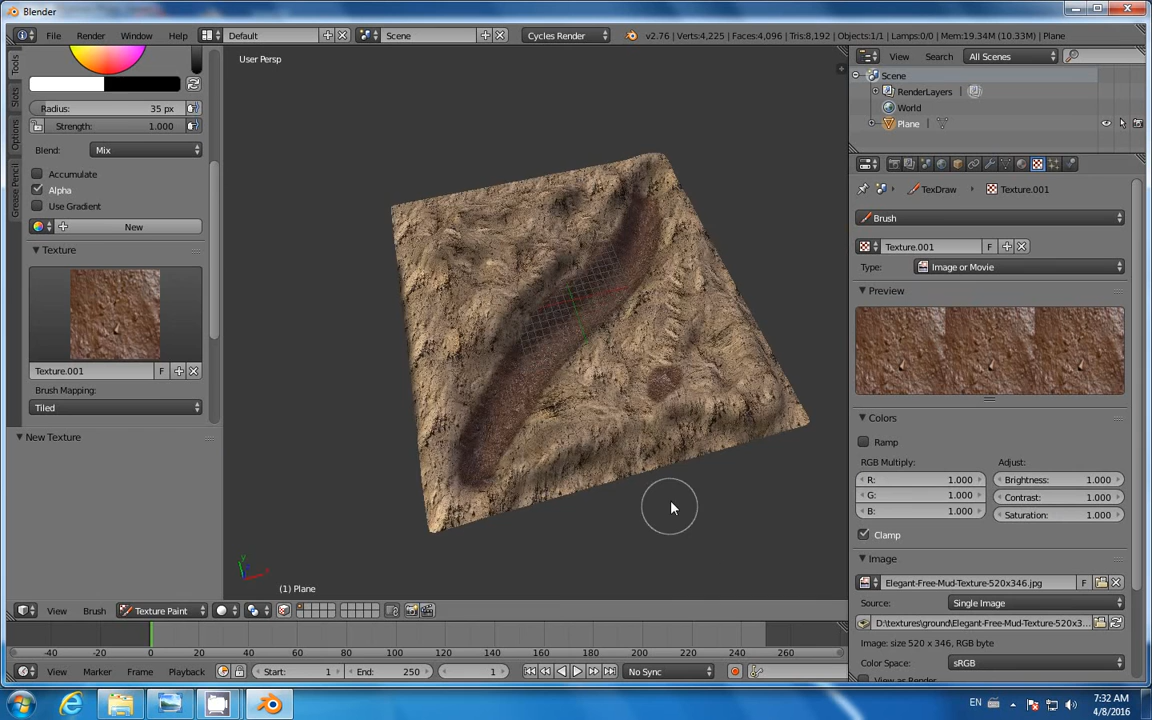 Blender
File Render Window Help Default Scene Cycles Render v2.76 | Verts:4,225 | Faces:4,096 | Tris:8,192 | Objects:1/1 | Lamps:0/0 | Mem:19.34M (10.33M) | Plane
User Persp
View Search All Scenes
Scene
RenderLayers
World
Plane
Tools
Slots
Options
Grease Pencil
Radius: 35 px
Strength: 1.000
Blend: Mix
Accumulate
Alpha
Use Gradient
New
Texture
Texture.001 F
Brush Mapping:
Tiled
New Texture
TexDraw Texture.001
Brush
Texture.001 F
Type: Image or Movie
Preview
Colors
Ramp
RGB Multiply: Adjust:
R: 1.000 Brightness: 1.000
G: 1.000 Contrast: 1.000
B: 1.000 Saturation: 1.000
Clamp
Image
Elegant-Free-Mud-Texture-520x346.jpg F
Source: Single Image
D:\textures\ground\Elegant-Free-Mud-Texture-520x3...
Image: size 520 x 346, RGB byte
Color Space: sRGB
View as Render
(1) Plane
View Brush Texture Paint
-40 -20 0 20 40 60 80 100 120 140 160 180 200 220 240 260
View Marker Frame Playback Start: 1 End: 250 1 No Sync
EN 7:32 AM
4/8/2016